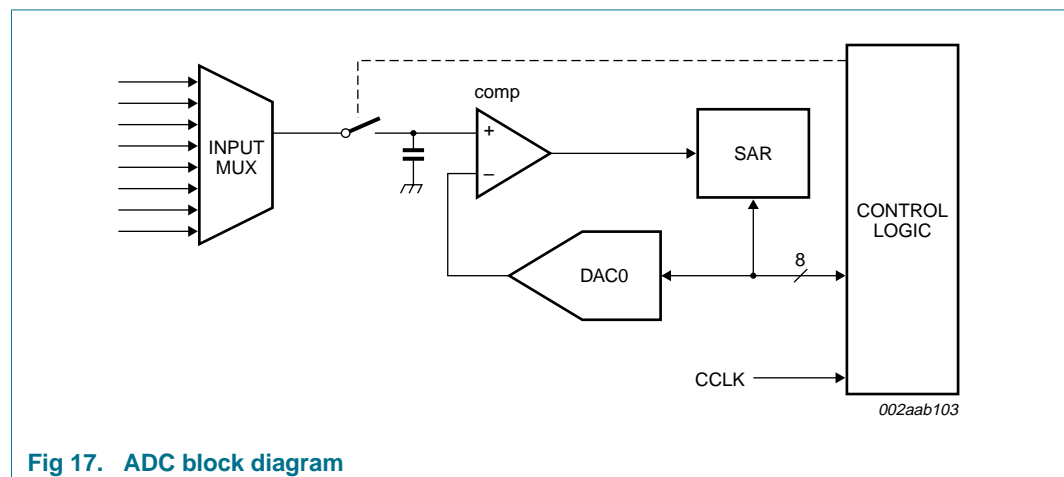 comp
INPUT
MUX
+
−
SAR
CONTROL
LOGIC
DAC0
8
CCLK
002aab103
Fig 17. ADC block diagram